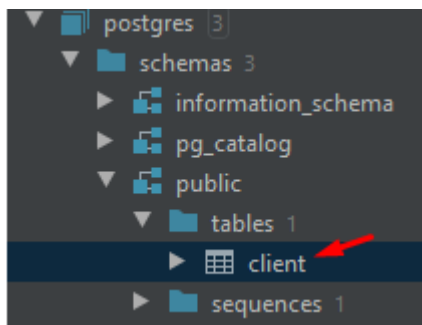 postgres 3
schemas 3
information_schema
pg_catalog
public
tables 1
client
sequences 1